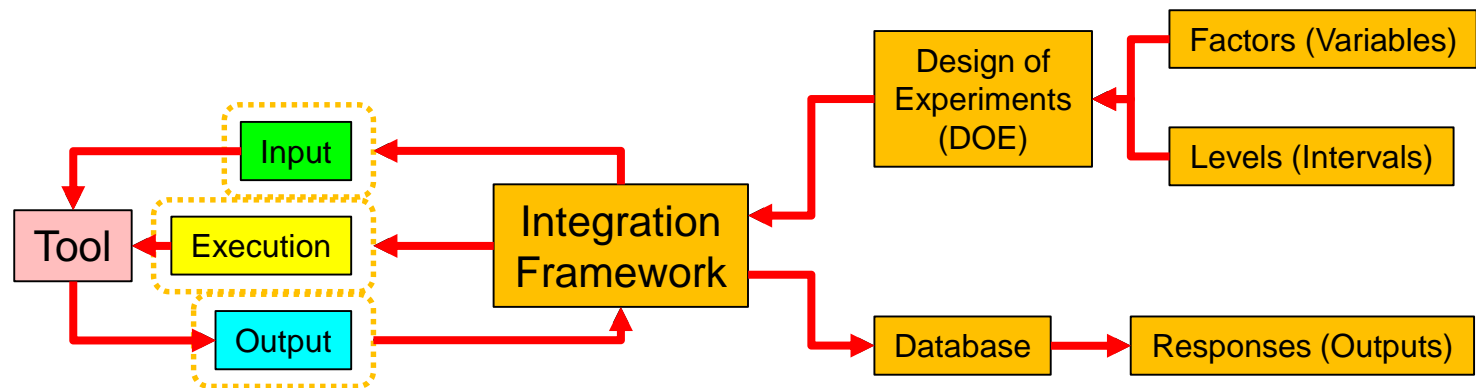 Factors (Variables)
Design of
Experiments
(DOE)
Levels (Intervals)
Input
Tool
Execution
Output
Integration
Framework
Database
Responses (Outputs)